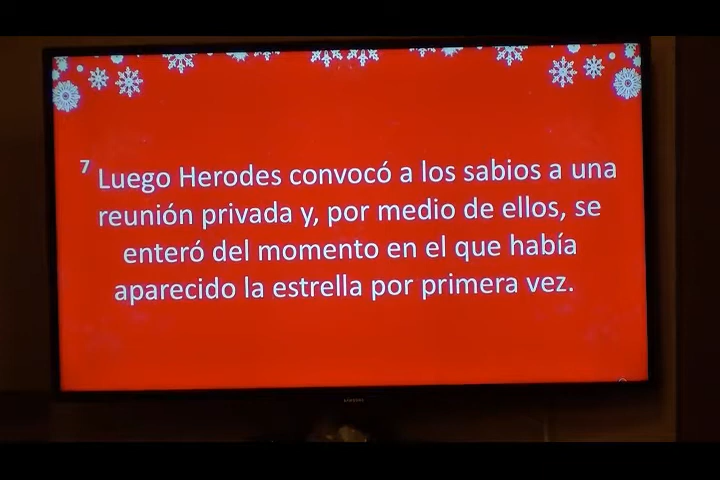 7 Luego Herodes convocó a los sabios a una
reunión privada y, por medio de ellos, se
enteró del momento en el que había
aparecido la estrella por primera vez.